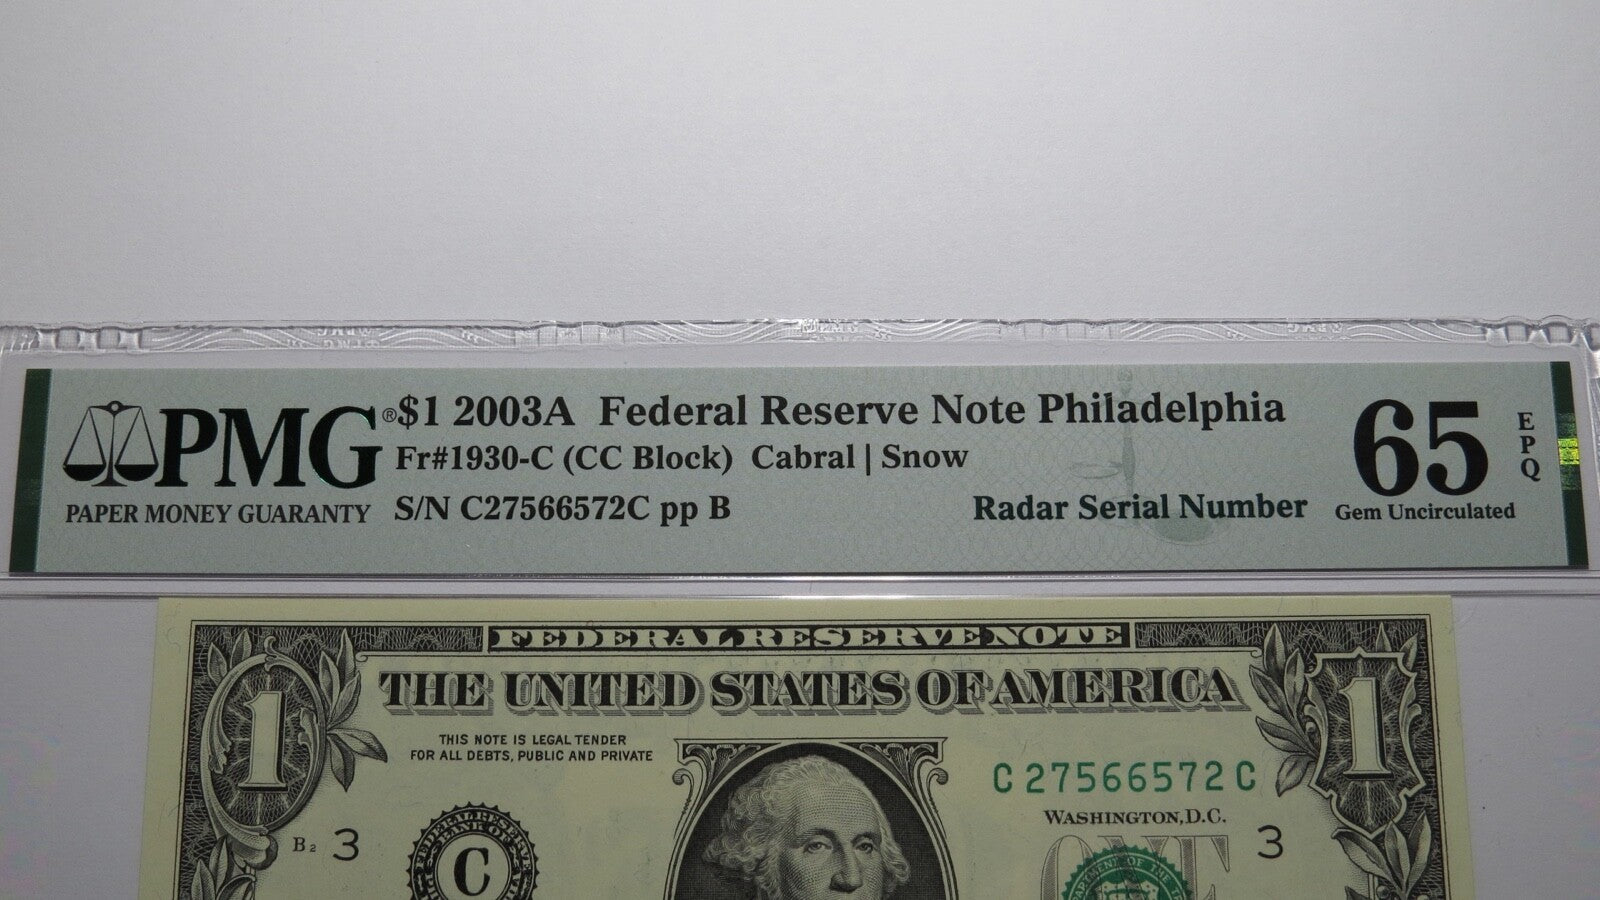 PMG®
PAPER MONEY GUARANTY
$1 2003A Federal Reserve Note Philadelphia
Fr#1930-C (CC Block) Cabral | Snow
S/N C27566572C pp B
Radar Serial Number
65
EPQ
Gem Uncirculated
FEDERAL RESERVE NOTE
THE UNITED STATES OF AMERICA
1
1
THIS NOTE IS LEGAL TENDER
FOR ALL DEBTS, PUBLIC AND PRIVATE
C 27566572 C
WASHINGTON, D.C.
B2 3
3
C
ONE